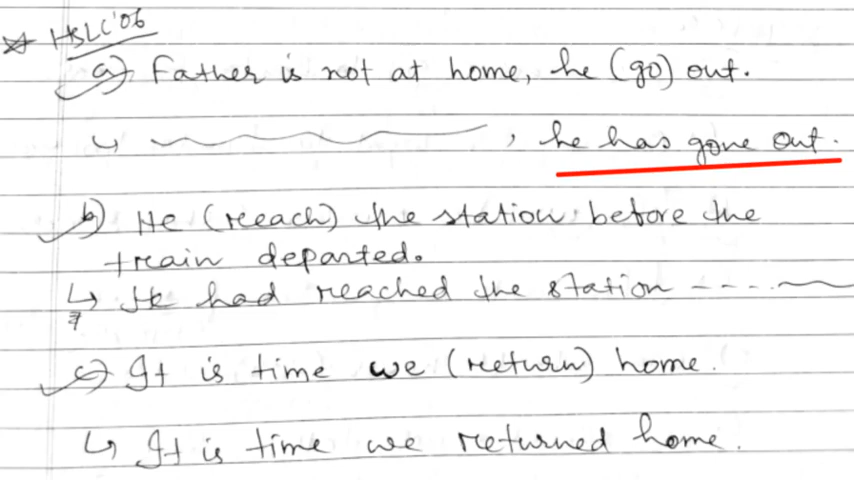 HSLC'06
a) Father is not at home, he (go) out.
↳ , he has gone out.
b) He (reach) the station before the
train departed.
↳ He had reached the station ----
c) It is time we (return) home.
↳ It is time we returned home.